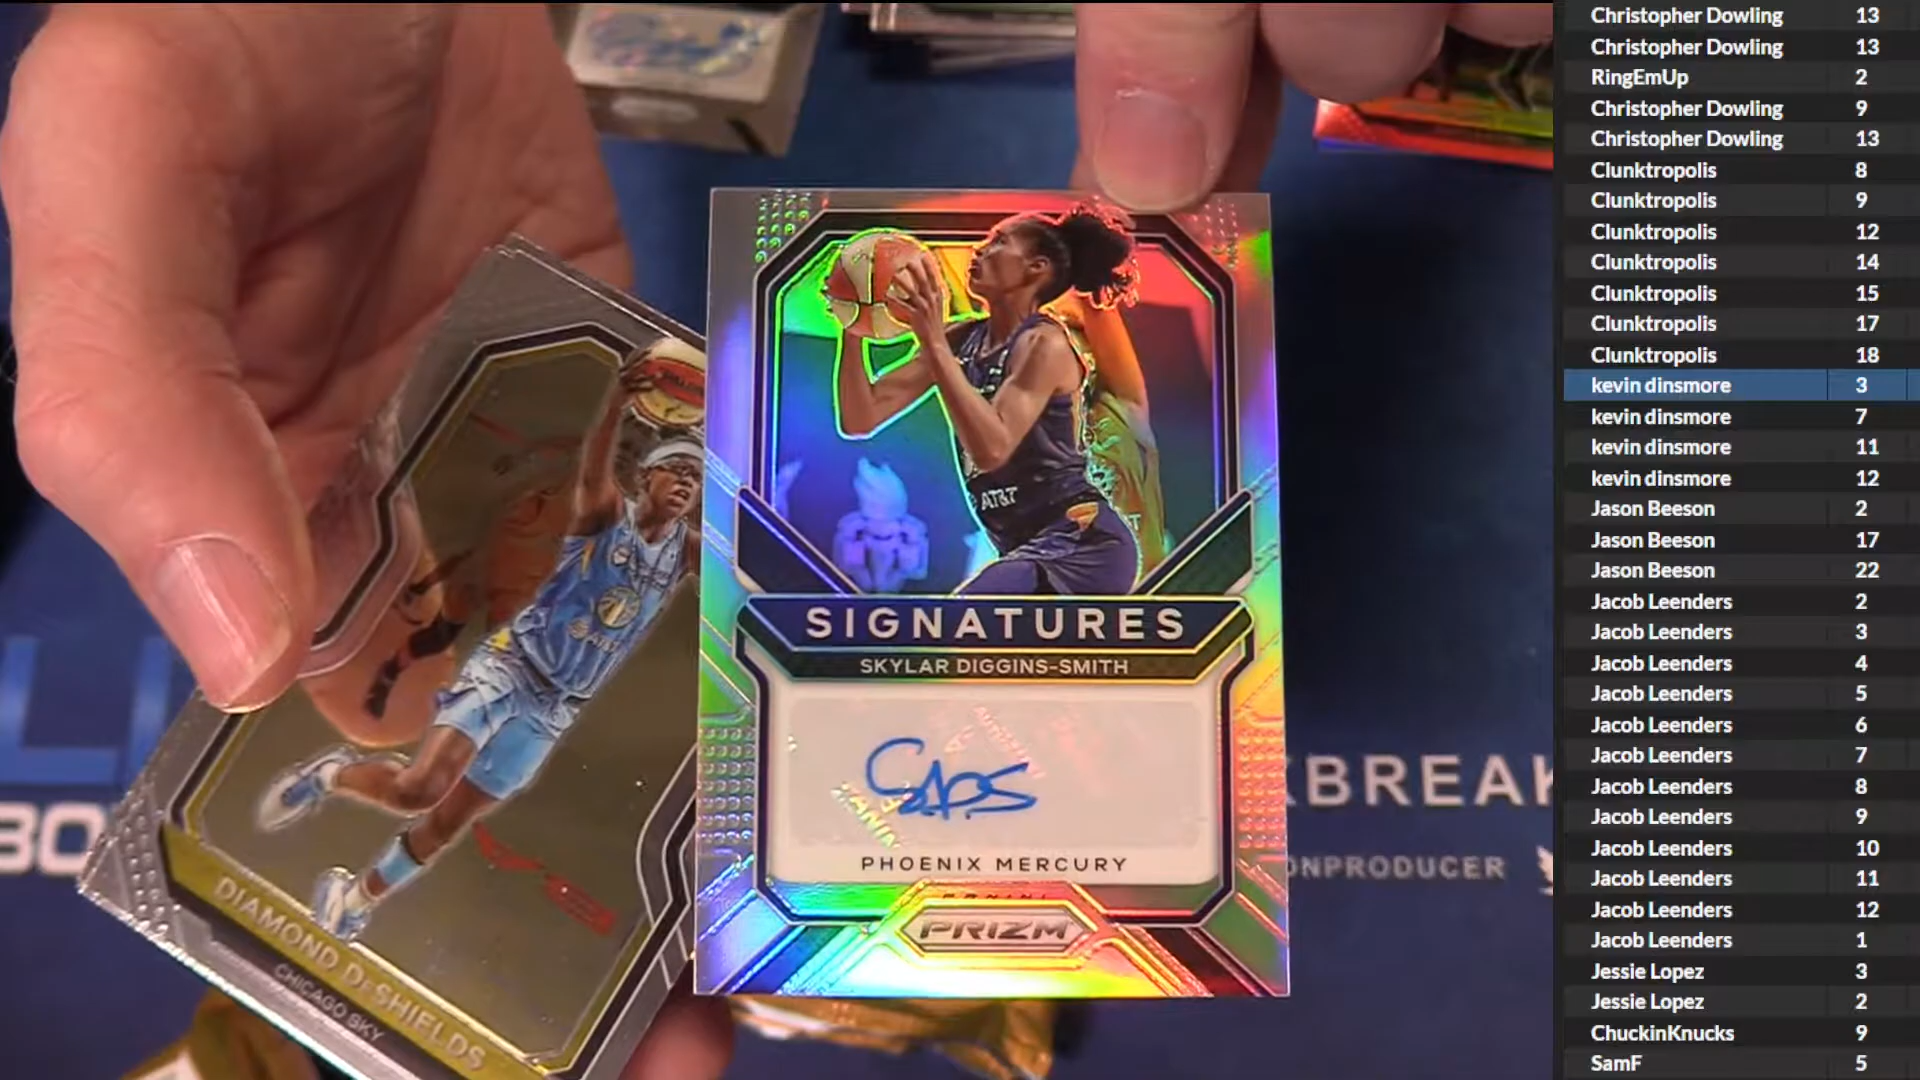 AT&T
SIGNATURES
SKYLAR DIGGINS-SMITH
PHOENIX MERCURY
PANINI
PRIZM
DIAMOND DESHIELDS
CHICAGO SKY
BREAK
ONPRODUCER
Christopher Dowling 13
Christopher Dowling 13
RingEmUp 2
Christopher Dowling 9
Christopher Dowling 13
Clunktropolis 8
Clunktropolis 9
Clunktropolis 12
Clunktropolis 14
Clunktropolis 15
Clunktropolis 17
Clunktropolis 18
kevin dinsmore 3
kevin dinsmore 7
kevin dinsmore 11
kevin dinsmore 12
Jason Beeson 2
Jason Beeson 17
Jason Beeson 22
Jacob Leenders 2
Jacob Leenders 3
Jacob Leenders 4
Jacob Leenders 5
Jacob Leenders 6
Jacob Leenders 7
Jacob Leenders 8
Jacob Leenders 9
Jacob Leenders 10
Jacob Leenders 11
Jacob Leenders 12
Jacob Leenders 1
Jessie Lopez 3
Jessie Lopez 2
ChuckinKnucks 9
SamF 5